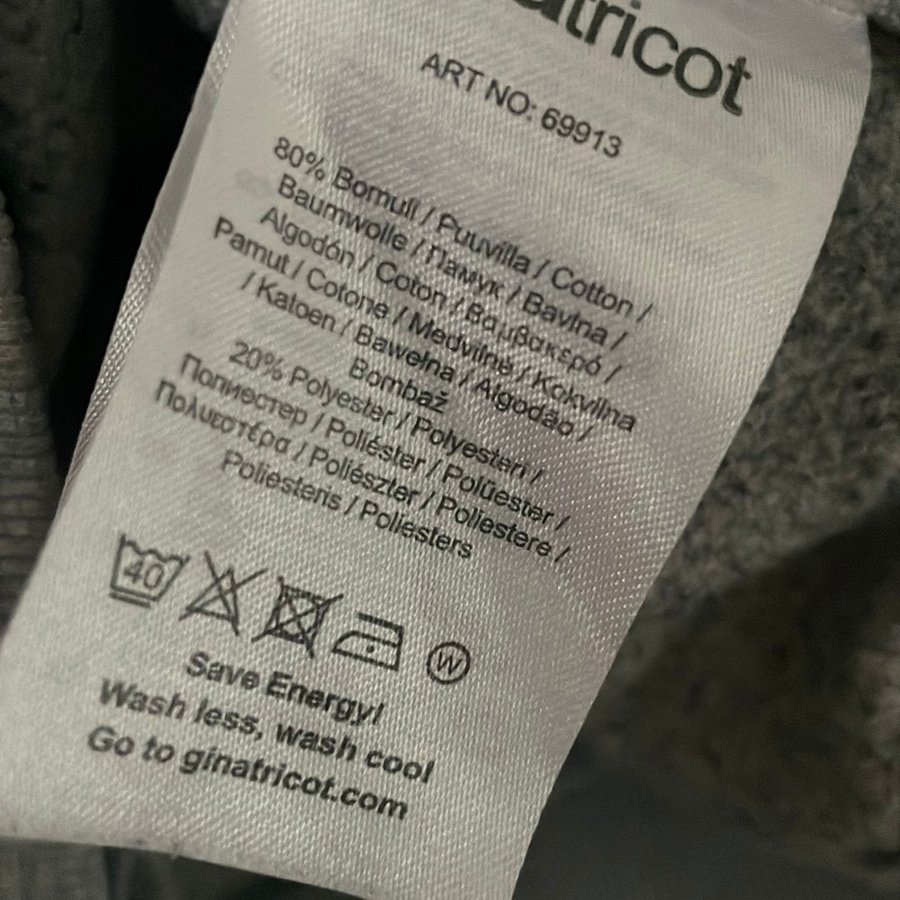 atricot
ART NO: 69913
80% Bomull / Puuvilla / Cotton /
Baumwolle / Памук / Bavlna /
Algodón / Coton / Βαμβακερό /
Pamut / Cotone / Medvilnė / Kokvilna
/ Katoen / Bawełna / Algodão /
Bombaž
20% Polyester / Polyesteri /
Полиестер / Poliéster / Polüester /
Πολυεστέρα / Poliészter / Poliestere /
Poliesteris / Poliesters
40
W
Save Energy!
Wash less, wash cool
Go to ginatricot.com